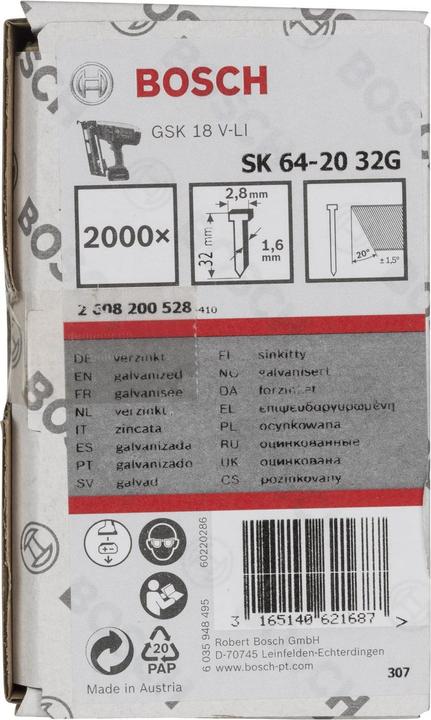 BOSCH
GSK 18 V-LI
SK 64-20 32G
2000×
2,8 mm
32 mm
1,6 mm
20°
± 1,5°
2 608 200 528 -410
DE verzinkt
EN galvanized
FR galvanisée
NL verzinkt
IT zincata
ES galvanizada
PT galvanizado
SV galvad
FI sinkitty
NO galvanisert
DA forzinket
EL επιψευδαργυρωμένη
PL ocynkowana
RU оцинкованные
UK оцинкована
CS pozinkovaný
60220286
6 035 948 495
20
PAP
Made in Austria
3 165140 621687 >
Robert Bosch GmbH
D-70745 Leinfelden-Echterdingen
www.bosch-pt.com
307